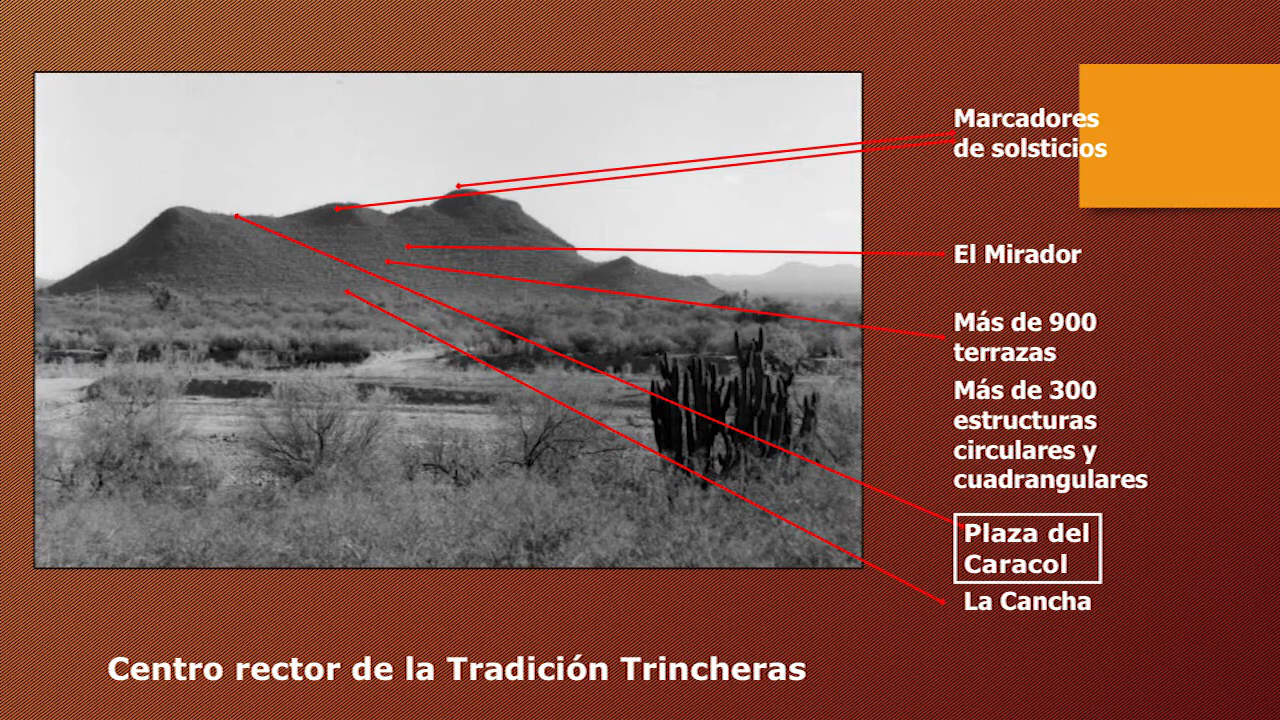 Marcadores
de solsticios
El Mirador
Más de 900
terrazas
Más de 300
estructuras
circulares y
cuadrangulares
Plaza del
Caracol
La Cancha
Centro rector de la Tradición Trincheras